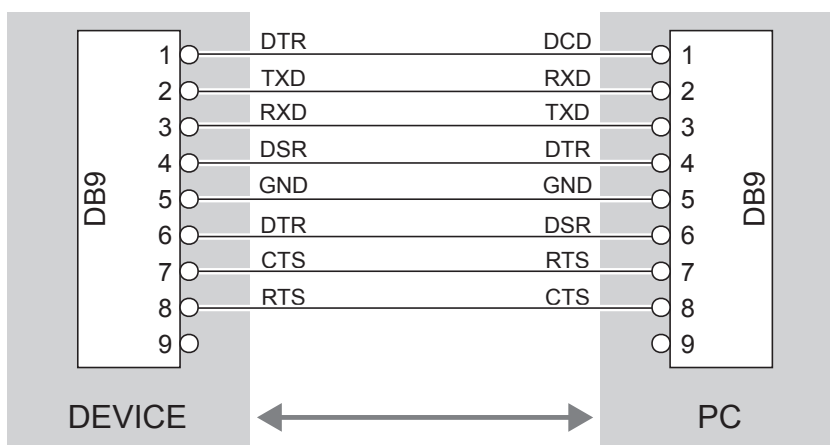 DB9
1 DTR DCD 1
2 TXD RXD 2
3 RXD TXD 3
4 DSR DTR 4
5 GND GND 5
6 DTR DSR 6
7 CTS RTS 7
8 RTS CTS 8
9 9
DB9
DEVICE PC